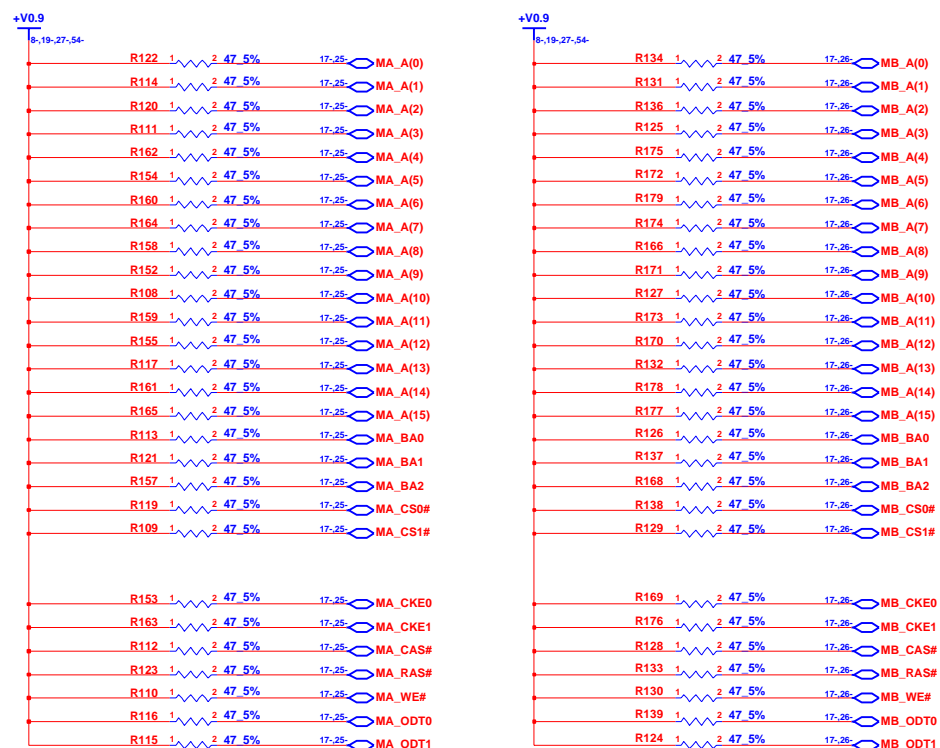 +V0.9 +V0.9
8-,19-,27-,54- 8-,19-,27-,54-
R122 1 2 47_5% 17-,25- MA_A(0) R134 1 2 47_5% 17-,26- MB_A(0)
R114 1 2 47_5% 17-,25- MA_A(1) R131 1 2 47_5% 17-,26- MB_A(1)
R120 1 2 47_5% 17-,25- MA_A(2) R136 1 2 47_5% 17-,26- MB_A(2)
R111 1 2 47_5% 17-,25- MA_A(3) R125 1 2 47_5% 17-,26- MB_A(3)
R162 1 2 47_5% 17-,25- MA_A(4) R175 1 2 47_5% 17-,26- MB_A(4)
R154 1 2 47_5% 17-,25- MA_A(5) R172 1 2 47_5% 17-,26- MB_A(5)
R160 1 2 47_5% 17-,25- MA_A(6) R179 1 2 47_5% 17-,26- MB_A(6)
R164 1 2 47_5% 17-,25- MA_A(7) R174 1 2 47_5% 17-,26- MB_A(7)
R158 1 2 47_5% 17-,25- MA_A(8) R166 1 2 47_5% 17-,26- MB_A(8)
R152 1 2 47_5% 17-,25- MA_A(9) R171 1 2 47_5% 17-,26- MB_A(9)
R108 1 2 47_5% 17-,25- MA_A(10) R127 1 2 47_5% 17-,26- MB_A(10)
R159 1 2 47_5% 17-,25- MA_A(11) R173 1 2 47_5% 17-,26- MB_A(11)
R155 1 2 47_5% 17-,25- MA_A(12) R170 1 2 47_5% 17-,26- MB_A(12)
R117 1 2 47_5% 17-,25- MA_A(13) R132 1 2 47_5% 17-,26- MB_A(13)
R161 1 2 47_5% 17-,25- MA_A(14) R178 1 2 47_5% 17-,26- MB_A(14)
R165 1 2 47_5% 17-,25- MA_A(15) R177 1 2 47_5% 17-,26- MB_A(15)
R113 1 2 47_5% 17-,25- MA_BA0 R126 1 2 47_5% 17-,26- MB_BA0
R121 1 2 47_5% 17-,25- MA_BA1 R137 1 2 47_5% 17-,26- MB_BA1
R157 1 2 47_5% 17-,25- MA_BA2 R168 1 2 47_5% 17-,26- MB_BA2
R119 1 2 47_5% 17-,25- MA_CS0# R138 1 2 47_5% 17-,26- MB_CS0#
R109 1 2 47_5% 17-,25- MA_CS1# R129 1 2 47_5% 17-,26- MB_CS1#
R153 1 2 47_5% 17-,25- MA_CKE0 R169 1 2 47_5% 17-,26- MB_CKE0
R163 1 2 47_5% 17-,25- MA_CKE1 R176 1 2 47_5% 17-,26- MB_CKE1
R112 1 2 47_5% 17-,25- MA_CAS# R128 1 2 47_5% 17-,26- MB_CAS#
R123 1 2 47_5% 17-,25- MA_RAS# R133 1 2 47_5% 17-,26- MB_RAS#
R110 1 2 47_5% 17-,25- MA_WE# R130 1 2 47_5% 17-,26- MB_WE#
R116 1 2 47_5% 17-,25- MA_ODT0 R139 1 2 47_5% 17-,26- MB_ODT0
R115 1 2 47_5% 17-,25- MA_ODT1 R124 1 2 47_5% 17-,26- MB_ODT1